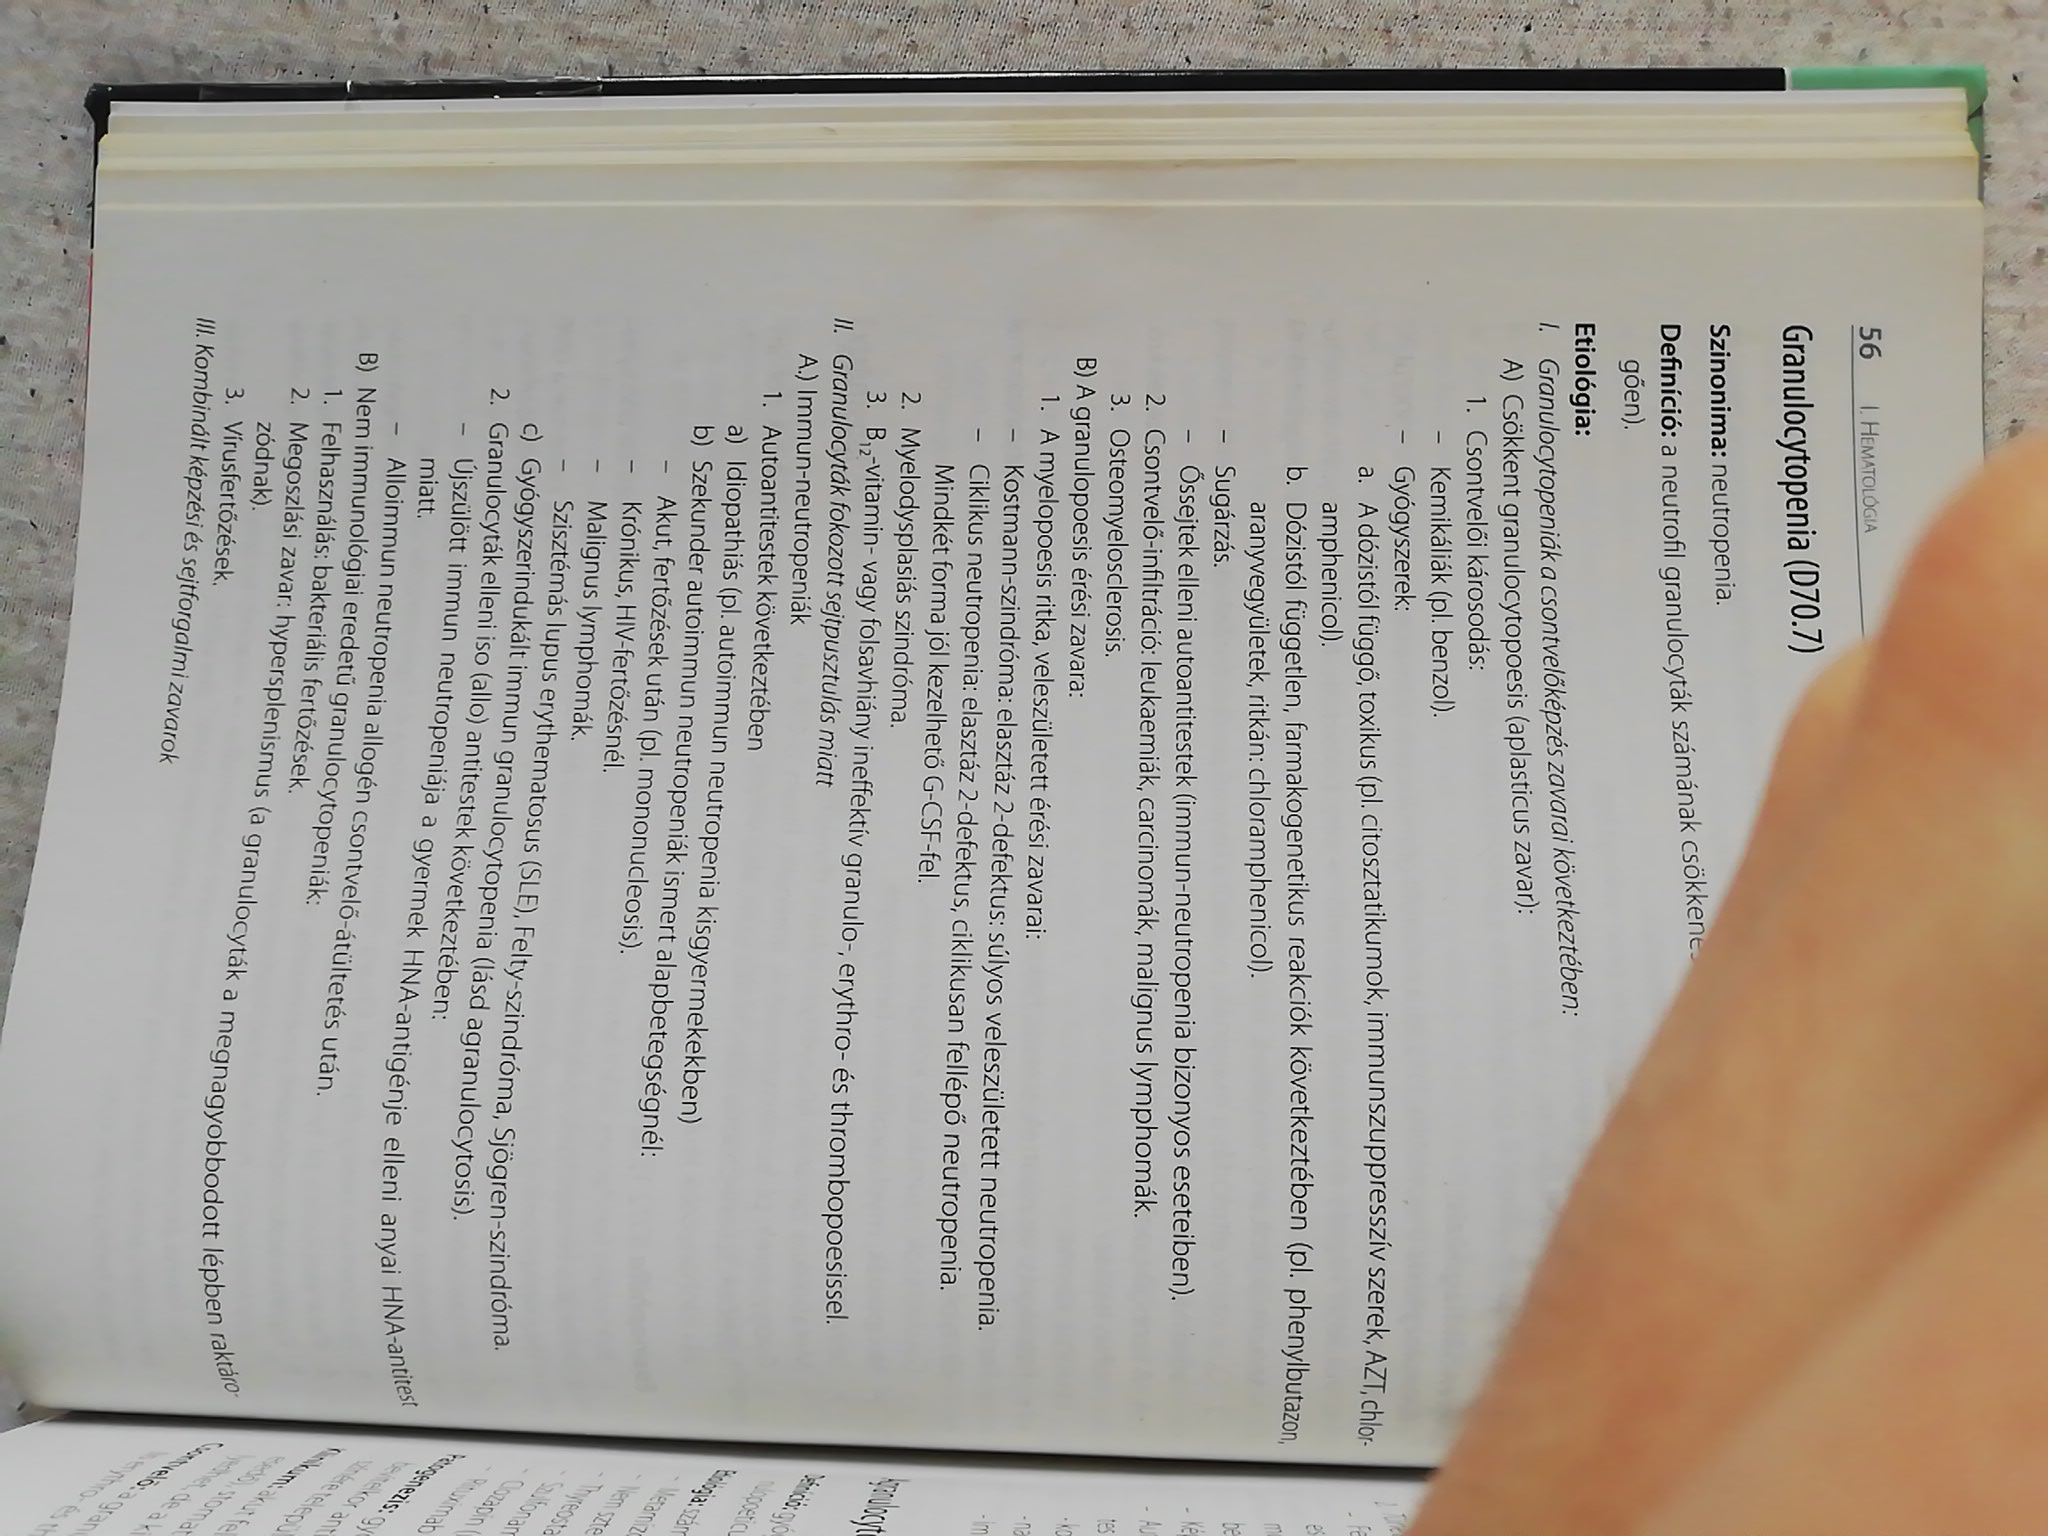 56 I. HEMATOLÓGIA
Granulocytopenia (D70.7)
Szinonima: neutropenia.
Definíció: a neutrofil granulocyták számának
gően).
Etiológia:
I. Granulocytopeniák a csontvelőképzés zavarai következtében:
A) Csökkent granulocytopoesis (aplasticus zavar):
1. Csontvelői károsodás:
– Kemikáliák (pl. benzol).
– Gyógyszerek:
a. A dózistól függő, toxikus (pl. citosztatikumok, immunszuppresszív szerek, AZT, chlor-
amphenicol).
b. Dózistól független, farmakogenetikus reakciók következtében (pl. phenylbutazon,
aranyvegyületek, ritkán: chloramphenicol).
– Sugárzás.
– Őssejtek elleni autoantitestek (immun-neutropenia bizonyos eseteiben).
2. Csontvelő-infiltráció: leukaemiák, carcinomák, malignus lymphomák.
3. Osteomyelosclerosis.
B) A granulopoesis érési zavara:
1. A myelopoesis ritka, veleszületett érési zavarai:
– Kostmann-szindróma: elasztáz 2-defektus: súlyos veleszületett neutropenia.
– Ciklikus neutropenia: elasztáz 2-defektus, ciklikusan fellépő neutropenia.
Mindkét forma jól kezelhető G-CSF-fel.
2. Myelodysplasiás szindróma.
3. B12-vitamin- vagy folsavhiány ineffektív granulo-, erythro- és thrombopoesissel.
II. Granulocyták fokozott sejtpusztulás miatt
A.) Immun-neutropeniák
1. Autoantitestek következtében
a) Idiopathiás (pl. autoimmun neutropenia kisgyermekekben)
b) Szekunder autoimmun neutropeniák ismert alapbetegségnél:
– Akut, fertőzések után (pl. mononucleosis).
– Krónikus, HIV-fertőzésnél.
– Malignus lymphomák.
– Szisztémás lupus erythematosus (SLE), Felty-szindróma, Sjögren-szindróma.
c) Gyógyszerindukált immun granulocytopenia (lásd agranulocytosis).
2. Granulocyták elleni iso (allo) antitestek következtében:
– Újszülött immun neutropeniája a gyermek HNA-antigénje elleni anyai HNA-antitest
miatt.
– Alloimmun neutropenia allogén csontvelő-átültetés után.
B) Nem immunológiai eredetű granulocytopeniák:
1. Felhasználás: bakteriális fertőzések.
2. Megoszlási zavar: hypersplenismus (a granulocyták a megnagyobbodott lépben raktáro-
zódnak).
3. Vírusfertőzések.
III. Kombinált képzési és sejtforgalmi zavarok